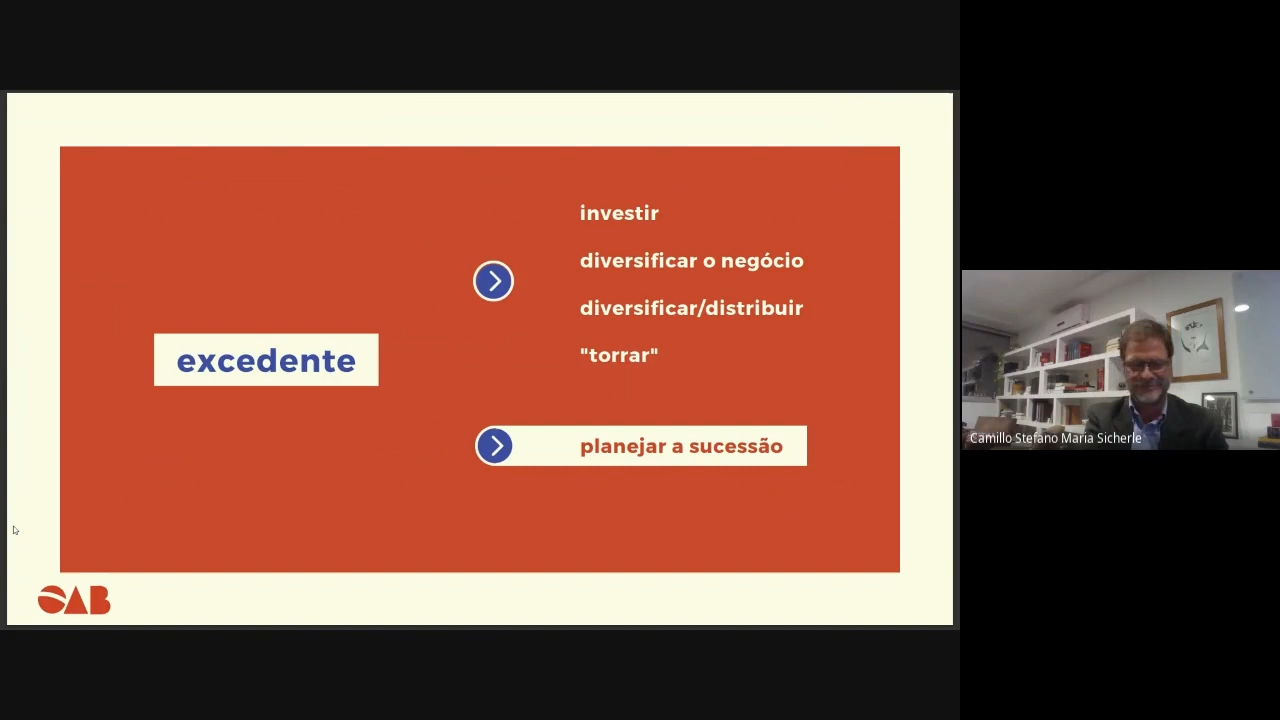 investir
diversificar o negócio
diversificar/distribuir
"torrar"
excedente
planejar a sucessão
OAB
Camillo Stefano Maria Sicherle